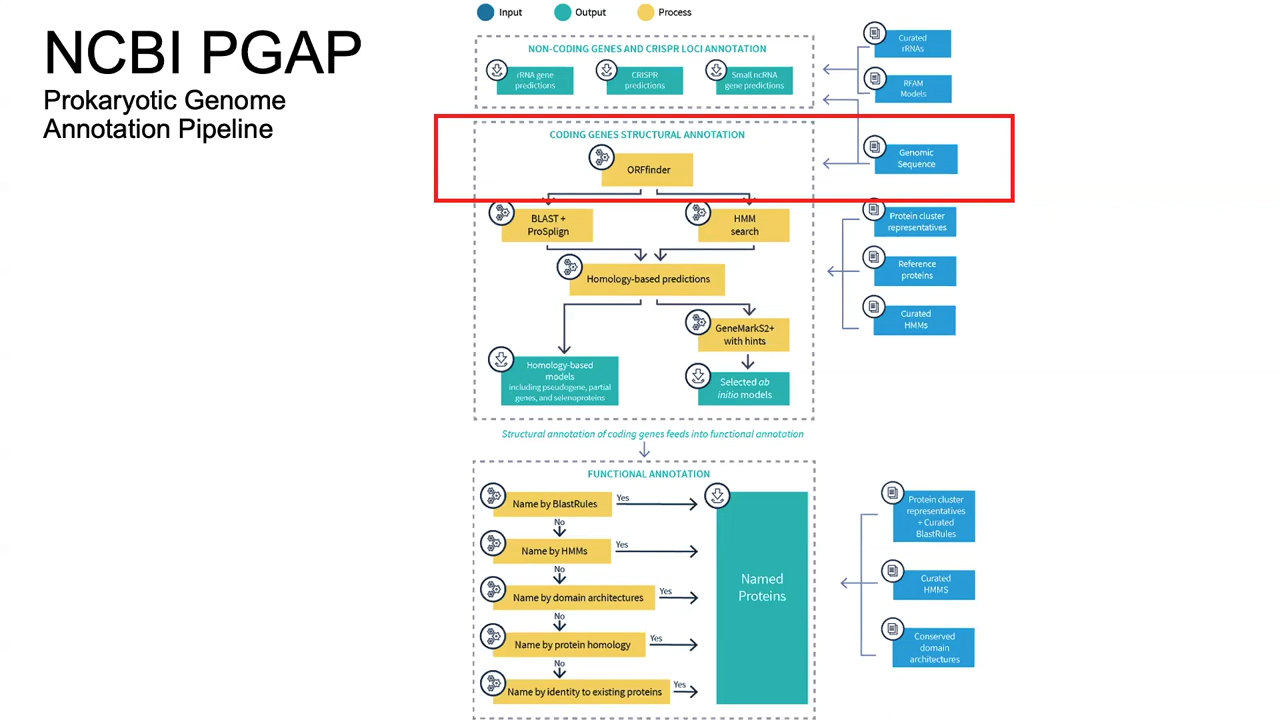 NCBI PGAP
Prokaryotic Genome
Annotation Pipeline
Input
Output
Process
NON-CODING GENES AND CRISPR LOCI ANNOTATION
rRNA gene
predictions
CRISPR
predictions
Small ncRNA
gene predictions
Curated
rRNAs
RFAM
Models
CODING GENES STRUCTURAL ANNOTATION
ORFfinder
Genomic
Sequence
BLAST +
ProSplign
HMM
search
Protein cluster
representatives
Homology-based predictions
Reference
proteins
GeneMarkS2+
with hints
Curated
HMMs
Homology-based
models
including pseudogene, partial
genes, and selenoproteins
Selected ab
initio models
Structural annotation of coding genes feeds into functional annotation
FUNCTIONAL ANNOTATION
Name by BlastRules
Yes
No
Name by HMMs
Yes
No
Name by domain architectures
Yes
No
Name by protein homology
Yes
No
Name by identity to existing proteins
Yes
Named
Proteins
Protein cluster
representatives
+ Curated
BlastRules
Curated
HMMS
Conserved
domain
architectures